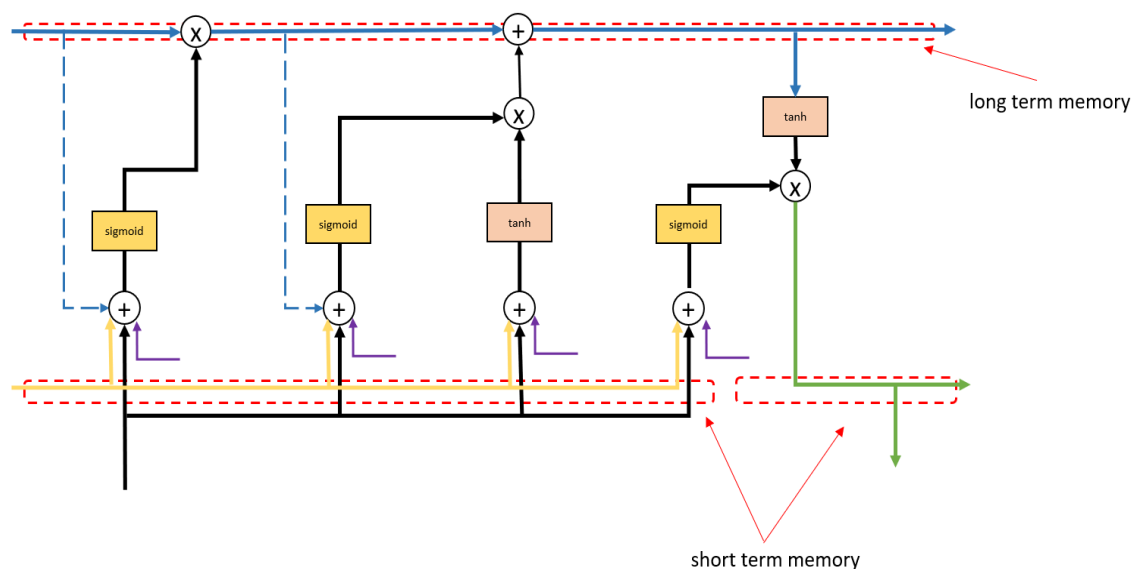 x
+
long term memory
tanh
x
x
sigmoid
sigmoid
tanh
sigmoid
+
+
+
+
short term memory